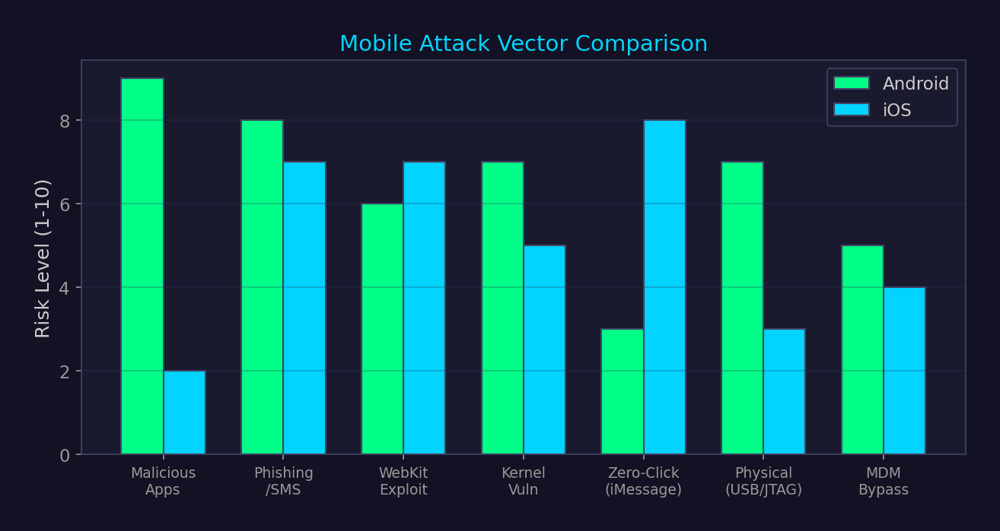 Mobile Attack Vector Comparison
Android
iOS
Risk Level (1-10)
8
6
4
2
0
Malicious
Apps
Phishing
/SMS
WebKit
Exploit
Kernel
Vuln
Zero-Click
(iMessage)
Physical
(USB/JTAG)
MDM
Bypass